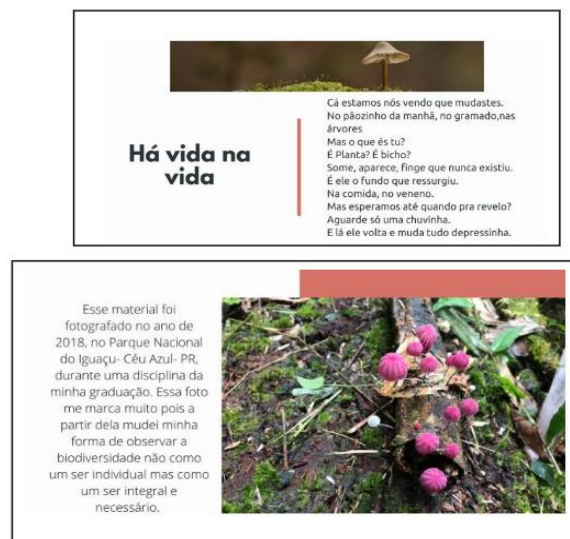 Há vida na
vida
Cá estamos nós vendo que mudastes.
No pãozinho da manhã, no gramado,nas
árvores
Mas o que és tu?
É Planta? É bicho?
Some, aparece, finge que nunca existiu.
É ele o fundo que ressurgiu.
Na comida, no veneno.
Mas esperamos até quando pra revelo?
Aguarde só uma chuvinha.
E lá ele volta e muda tudo depressinha.
Esse material foi
fotografado no ano de
2018, no Parque Nacional
do Iguaçu- Céu Azul- PR,
durante uma disciplina da
minha graduação. Essa foto
me marca muito pois a
partir dela mudei minha
forma de observar a
biodiversidade não como
um ser individual mas como
um ser integral e
necessário.